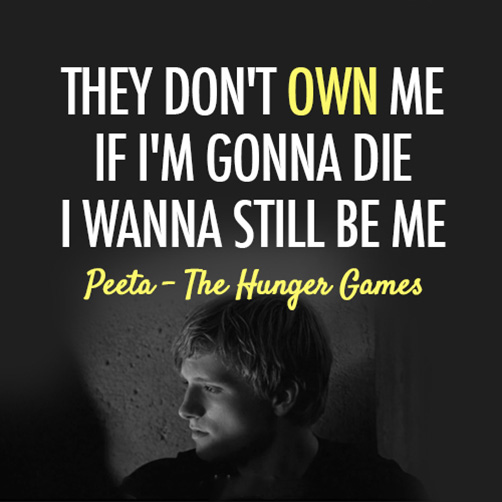 THEY DON'T OWN ME
IF I'M GONNA DIE
I WANNA STILL BE ME
Peeta - The Hunger Games